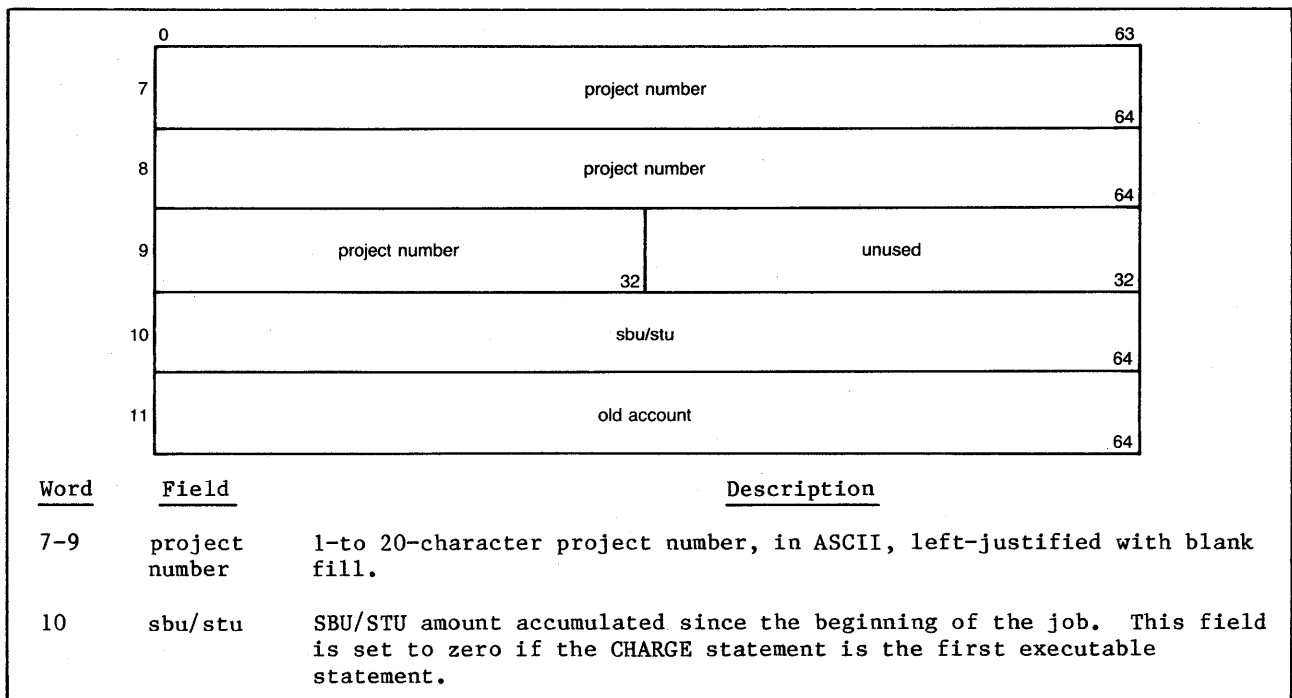 0 63
7 project number 64
8 project number 64
9 project number 32 unused 32
10 sbu/stu 64
11 old account 64
Word Field Description
7-9 project 1-to 20-character project number, in ASCII, left-justified with blank
number fill.
10 sbu/stu SBU/STU amount accumulated since the beginning of the job. This field
is set to zero if the CHARGE statement is the first executable
statement.